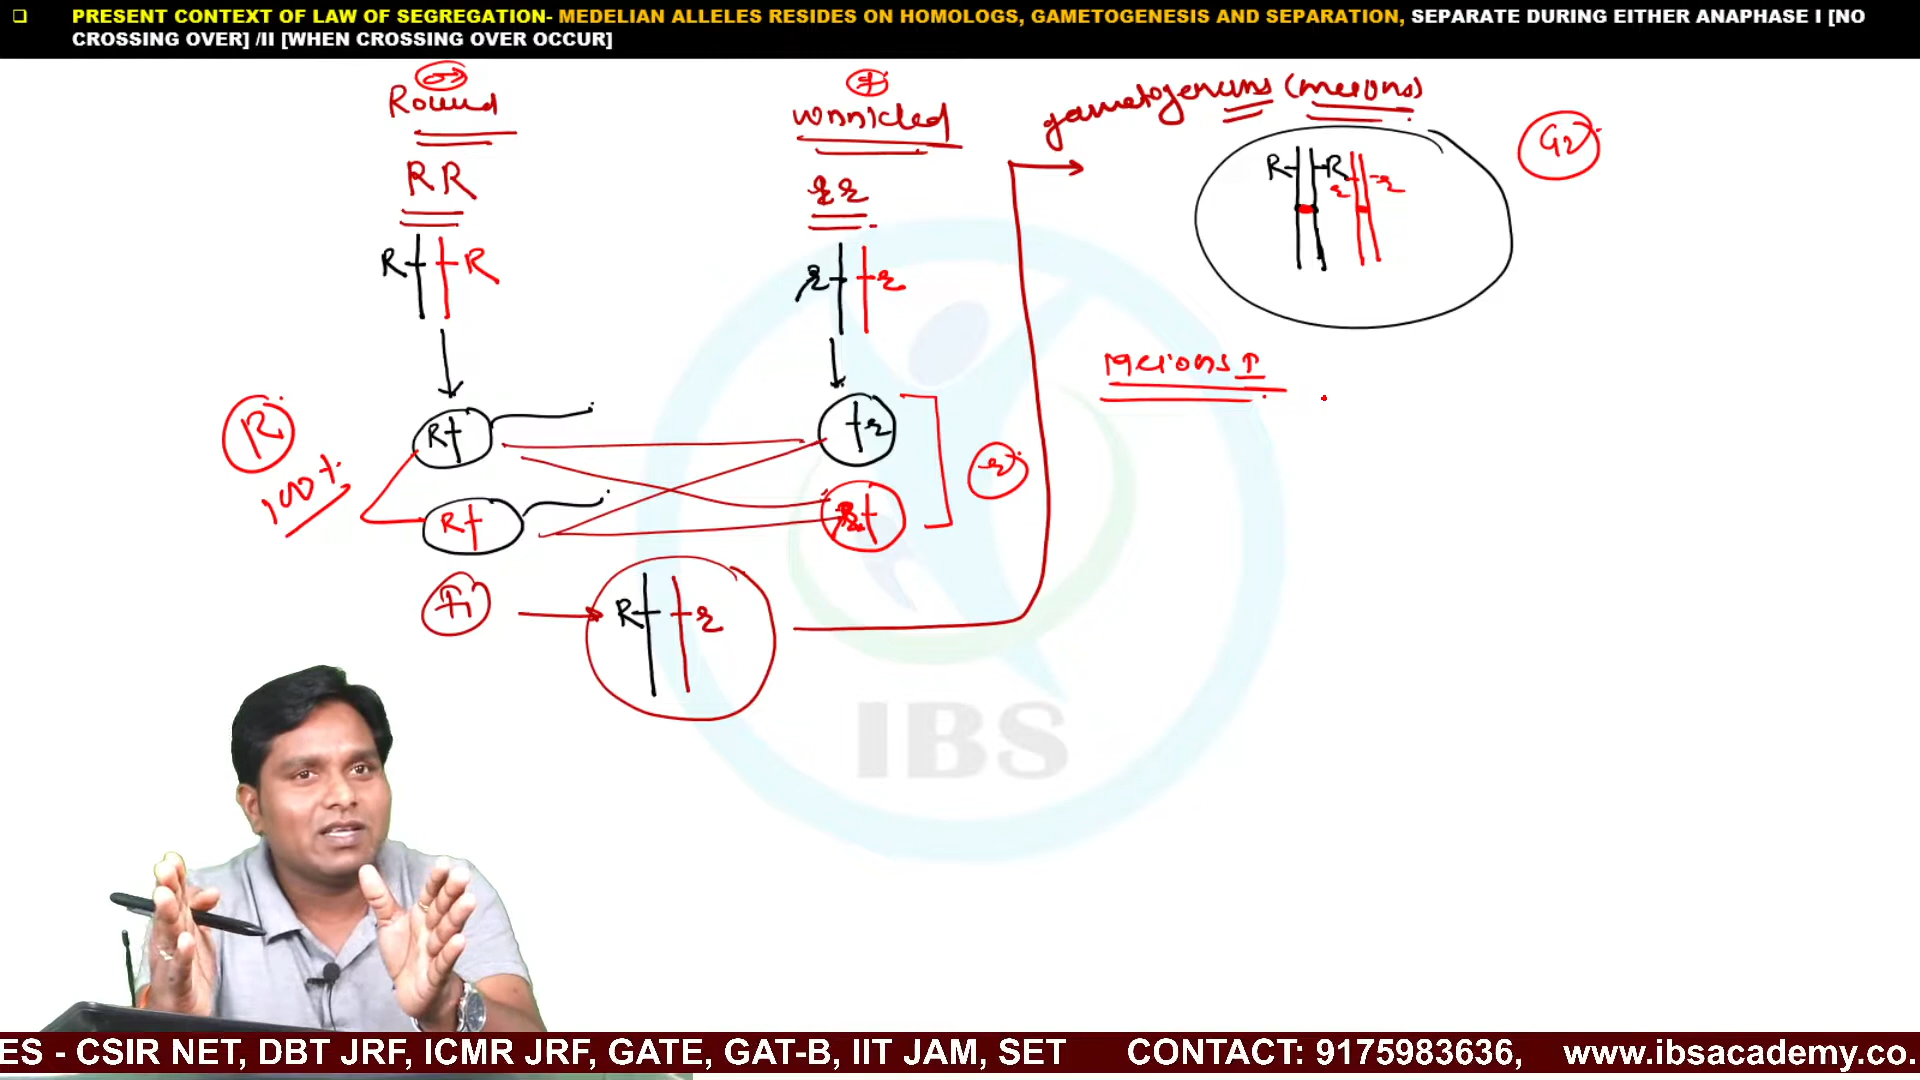 PRESENT CONTEXT OF LAW OF SEGREGATION- MEDELIAN ALLELES RESIDES ON HOMOLOGS, GAMETOGENESIS AND SEPARATION, SEPARATE DURING EITHER ANAPHASE I [NO
CROSSING OVER] /II [WHEN CROSSING OVER OCCUR]
Round
RR
R R
r r
R
100%
R
R
r
r
F1
R r
gametogenesis (meiosis)
R R r r
G2
Meiosis I
IBS
ES - CSIR NET, DBT JRF, ICMR JRF, GATE, GAT-B, IIT JAM, SET CONTACT: 9175983636, www.ibsacademy.co.